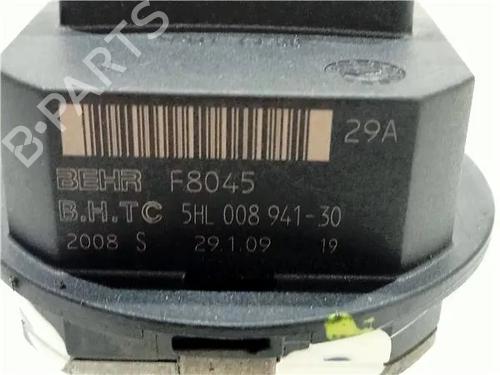 B-PARTS
29A
BEHR F8045
B.H.TC 5HL 008 941-30
2008 S 29.1.09 19